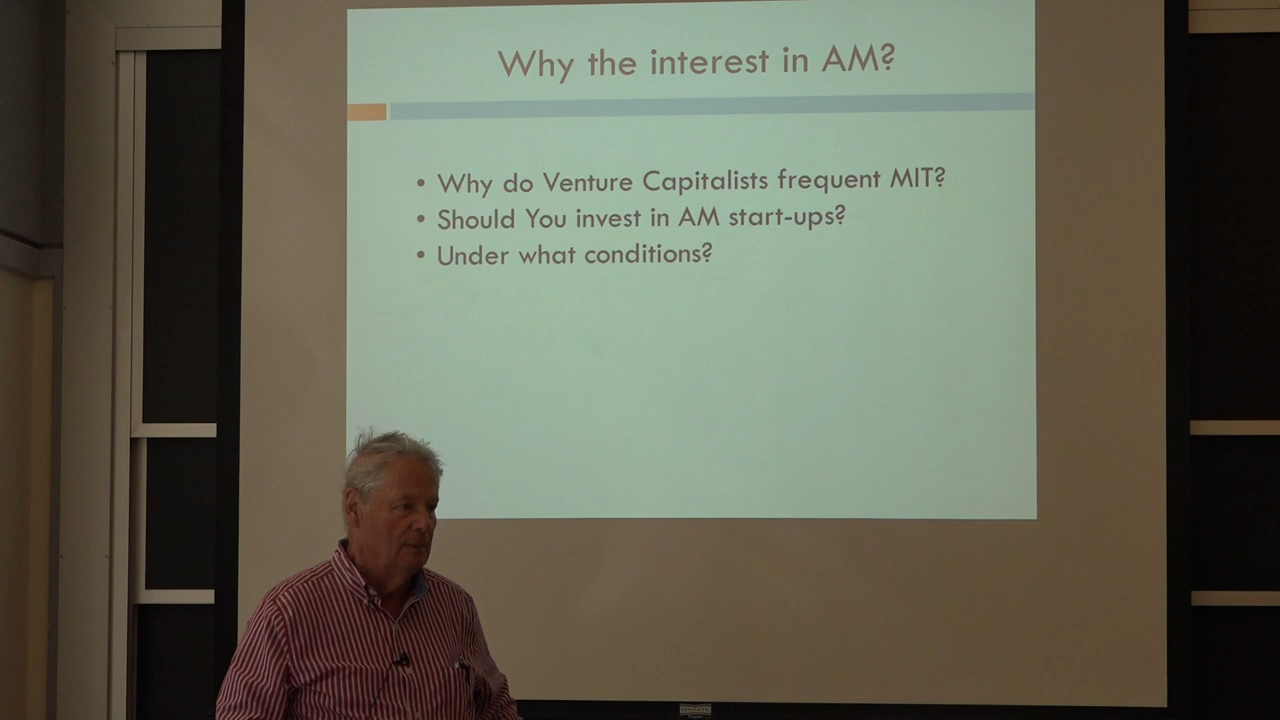 Why the interest in AM?
• Why do Venture Capitalists frequent MIT?
• Should You invest in AM start-ups?
• Under what conditions?